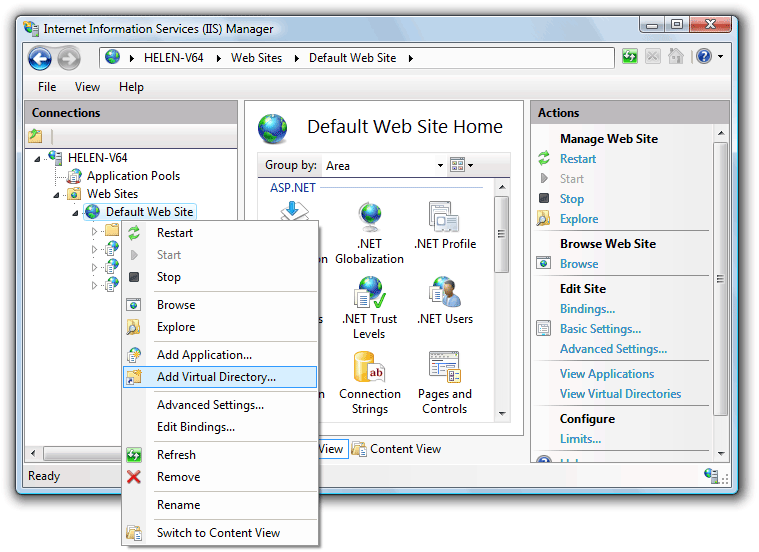 Internet Information Services (IIS) Manager
HELEN-V64 Web Sites Default Web Site
File View Help
Connections
HELEN-V64
Application Pools
Web Sites
Default Web Site
Restart
Start
Stop
Browse
Explore
Add Application...
Add Virtual Directory...
Advanced Settings...
Edit Bindings...
Refresh
Remove
Rename
Switch to Content View
Default Web Site Home
Group by: Area
ASP.NET
.NET Globalization
.NET Profile
.NET Trust Levels
.NET Users
ab
Connection Strings
Pages and Controls
View
Content View
Actions
Manage Web Site
Restart
Start
Stop
Explore
Browse Web Site
Browse
Edit Site
Bindings...
Basic Settings...
Advanced Settings...
View Applications
View Virtual Directories
Configure
Limits...
Ready